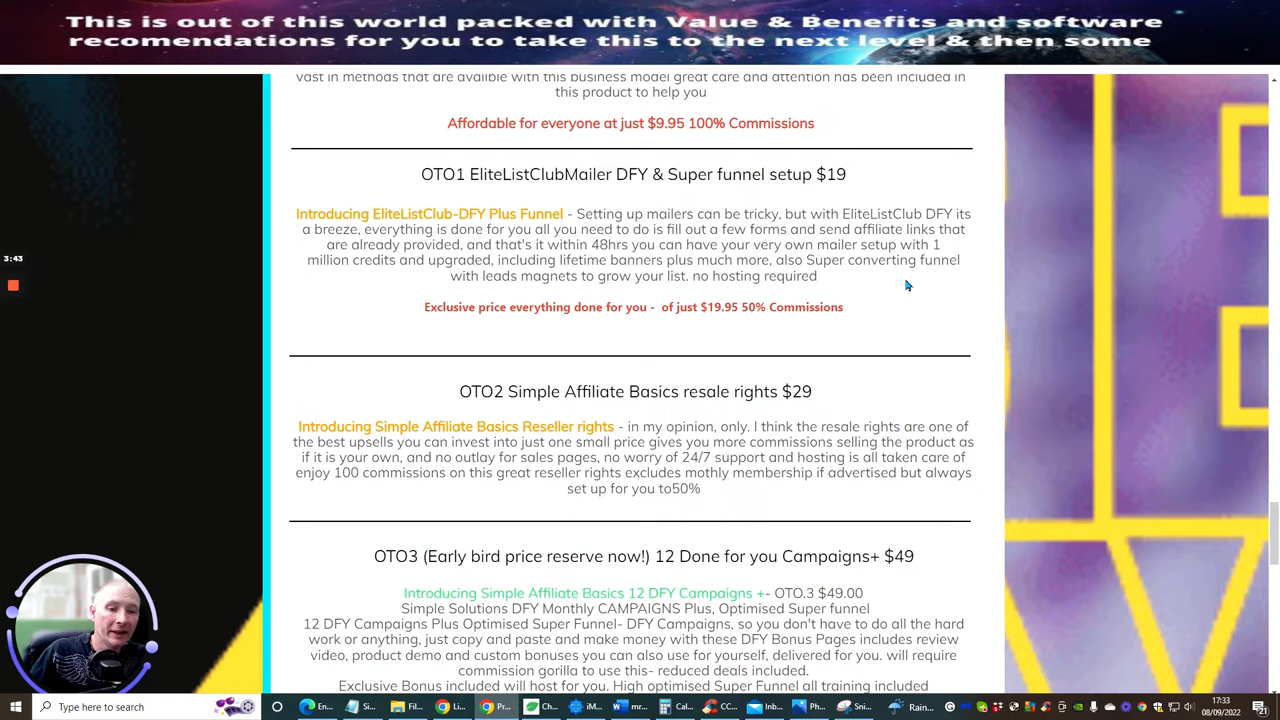 This is out of this world packed with Value & Benefits and software
recomendations for you to take this to the next level & then some
vast in methods that are availble with this business model great care and attention has been included in
this product to help you
Affordable for everyone at just $9.95 100% Commissions
OTO1 EliteListClubMailer DFY & Super funnel setup $19
Introducing EliteListClub-DFY Plus Funnel - Setting up mailers can be tricky, but with EliteListClub DFY its
a breeze, everything is done for you all you need to do is fill out a few forms and send affiliate links that
are already provided, and that's it within 48hrs you can have your very own mailer setup with 1
million credits and upgraded, including lifetime banners plus much more, also Super converting funnel
with leads magnets to grow your list. no hosting required
3:43
Exclusive price everything done for you - of just $19.95 50% Commissions
OTO2 Simple Affiliate Basics resale rights $29
Introducing Simple Affiliate Basics Reseller rights - in my opinion, only. I think the resale rights are one of
the best upsells you can invest into just one small price gives you more commissions selling the product as
if it is your own, and no outlay for sales pages, no worry of 24/7 support and hosting is all taken care of
enjoy 100 commissions on this great reseller rights excludes mothly membership if advertised but always
set up for you to50%
OTO3 (Early bird price reserve now!) 12 Done for you Campaigns+ $49
Introducing Simple Affiliate Basics 12 DFY Campaigns +- OTO.3 $49.00
Simple Solutions DFY Monthly CAMPAIGNS Plus, Optimised Super funnel
12 DFY Campaigns Plus Optimised Super Funnel- DFY Campaigns, so you don't have to do all the hard
work or anything, just copy and paste and make money with these DFY Bonus Pages includes review
video, product demo and custom bonuses you can also use for yourself, delivered for you. will require
commission gorilla to use this- reduced deals included.
Exclusive Bonus included will host for you. High optimised Super Funnel all training included
Type here to search
En...
Si...
Fil...
Li...
Pr...
Ch...
iM...
mr...
Cal...
CC...
Inb...
Ph...
Sni...
Rain...
17:33
08/09/2022